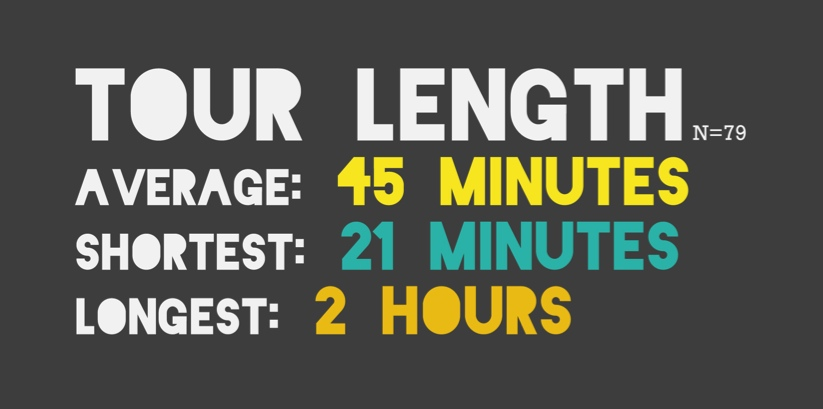 TOUR LENGTH N=79
AVERAGE: 45 MINUTES
SHORTEST: 21 MINUTES
LONGEST: 2 HOURS